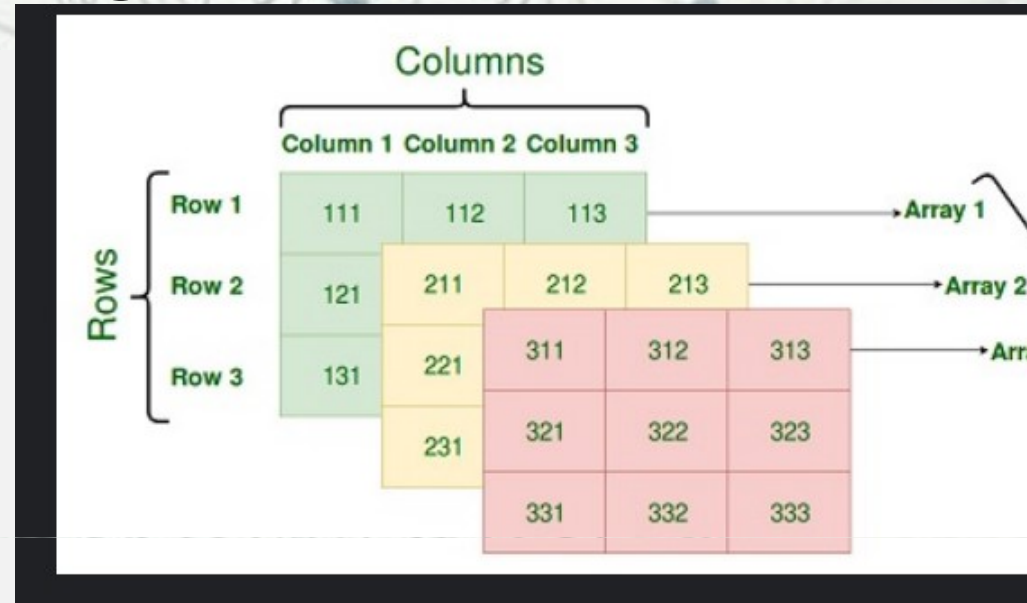 Columns
Column 1 Column 2 Column 3
Rows
Row 1 111 112 113 Array 1
Row 2 121 211 212 213 Array 2
Row 3 131 221 311 312 313 Arr
231 321 322 323
331 332 333